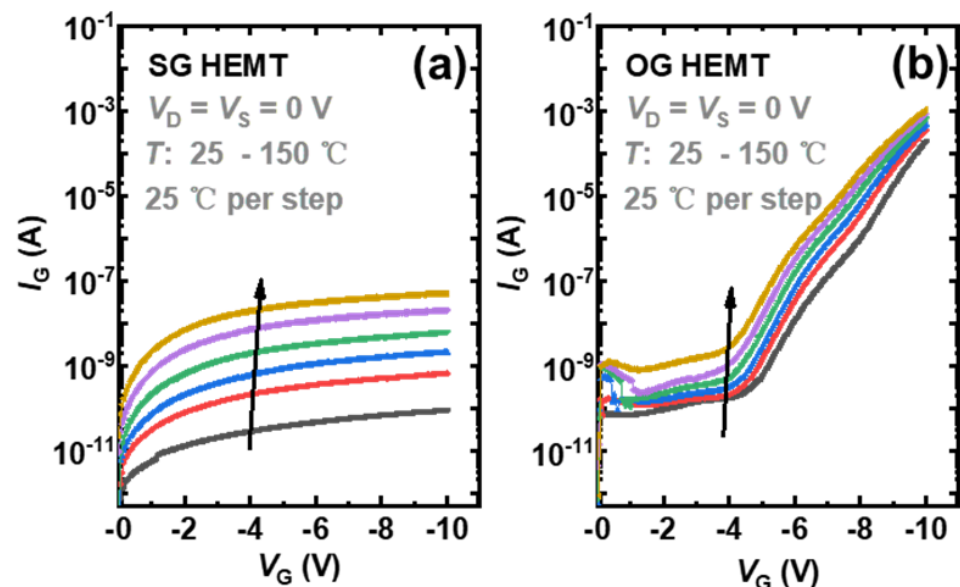 SG HEMT
(a)
V_D = V_S = 0 V
T: 25 - 150 ℃
25 ℃ per step
10^-1
10^-3
10^-5
10^-7
10^-9
10^-11
I_G (A)
-0
-2
-4
-6
-8
-10
V_G (V)
OG HEMT
(b)
V_D = V_S = 0 V
T: 25 - 150 ℃
25 ℃ per step
10^-1
10^-3
10^-5
10^-7
10^-9
10^-11
I_G (A)
-0
-2
-4
-6
-8
-10
V_G (V)